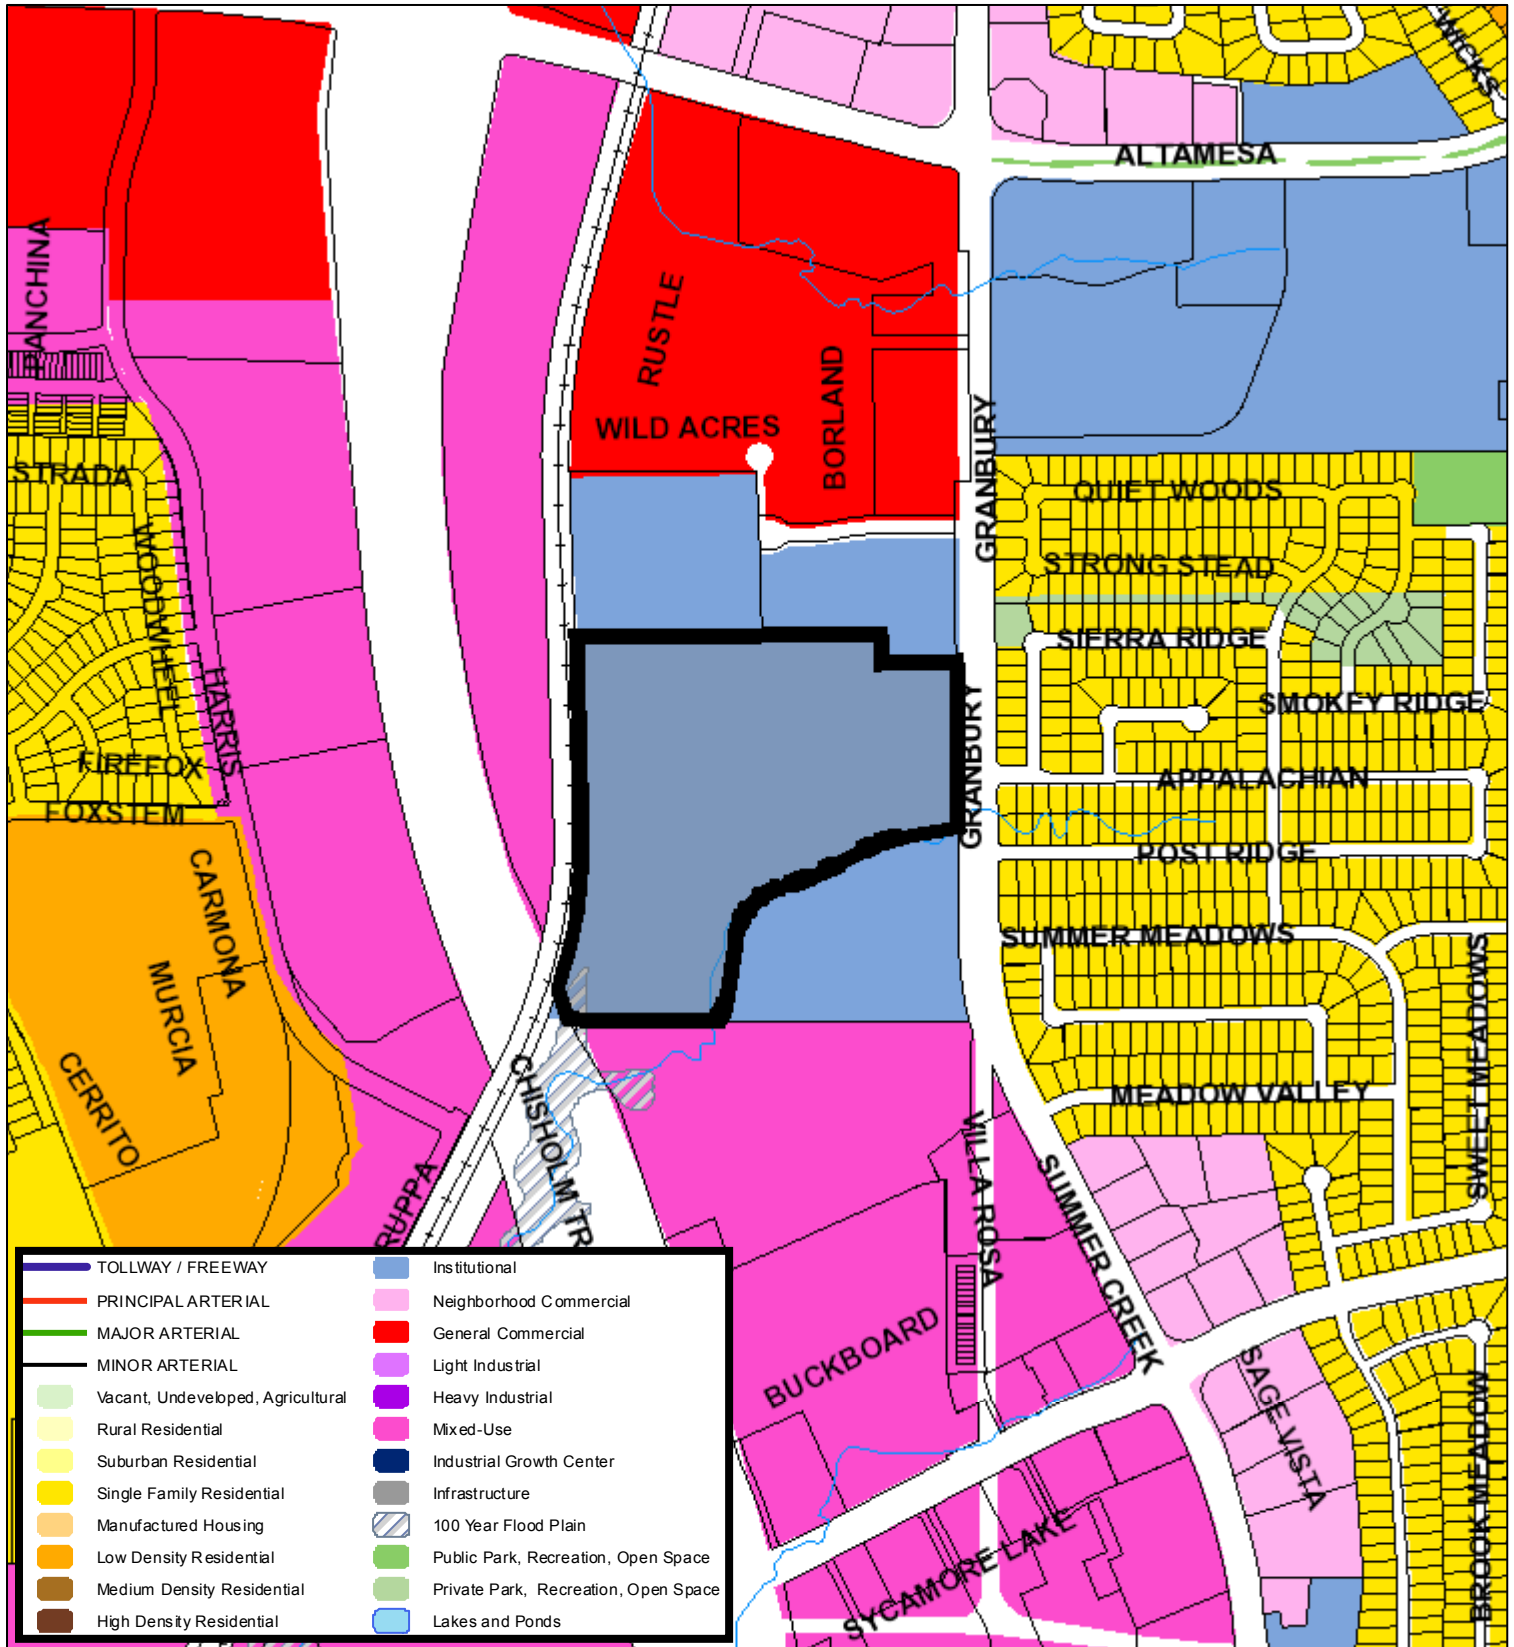 WICKS
ALTAMESA
PANCHINA
RUSTLE
WILD ACRES
BORLAND
GRANBURY
STRADA
QUIET WOODS
STRONG STEAD
WOODWHEEL
SIERRA RIDGE
HARRIS
SMOKEY RIDGE
GRANBURY
FIREFOX
APPALACHIAN
FOXSTEM
POST RIDGE
CARMONA
SUMMER MEADOWS
MURCIA
SWEET MEADOWS
CERRITO
CHISHOLM TR
MEADOW VALLEY
VILLA ROSA
RUPPA
SUMMER CREEK
BUCKBOARD
SAGE VISTA
BROOK MEADOW
SYCAMORE LAKE
TOLLWAY / FREEWAY
PRINCIPAL ARTERIAL
MAJOR ARTERIAL
MINOR ARTERIAL
Vacant, Undeveloped, Agricultural
Rural Residential
Suburban Residential
Single Family Residential
Manufactured Housing
Low Density Residential
Medium Density Residential
High Density Residential
Institutional
Neighborhood Commercial
General Commercial
Light Industrial
Heavy Industrial
Mixed-Use
Industrial Growth Center
Infrastructure
100 Year Flood Plain
Public Park, Recreation, Open Space
Private Park, Recreation, Open Space
Lakes and Ponds